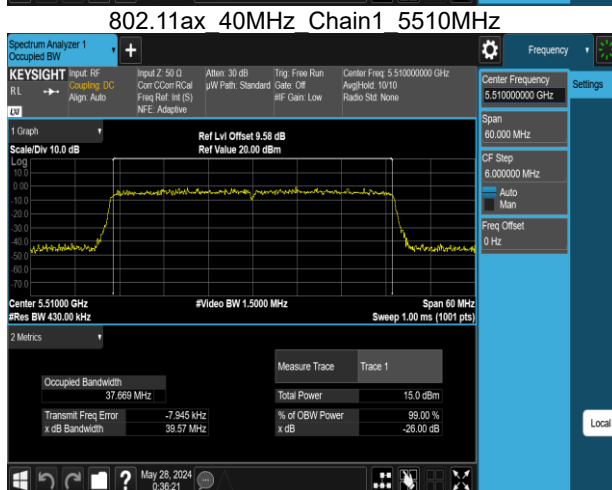 802.11ax_40MHz_Chain1_5510MHz
Spectrum Analyzer 1
Occupied BW
Frequency
KEYSIGHT
RL
Input: RF
Coupling: DC
Align: Auto
Input Z: 50 Ω
Corr CCorr RCal
Freq Ref: Int (S)
NFE: Adaptive
Atten: 30 dB
µW Path: Standard
Trig: Free Run
Gate: Off
#IF Gain: Low
Center Freq: 5.510000000 GHz
Avg|Hold: 10/10
Radio Std: None
Center Frequency
5.510000000 GHz
Settings
Span
60.000 MHz
CF Step
6.000000 MHz
Auto
Man
Freq Offset
0 Hz
1 Graph
Scale/Div 10.0 dB
Ref Lvl Offset 9.58 dB
Ref Value 20.00 dBm
Log
10.0
0.00
-10.0
-20.0
-30.0
-40.0
-50.0
-60.0
-70.0
Center 5.51000 GHz
#Res BW 430.00 kHz
#Video BW 1.5000 MHz
Span 60 MHz
Sweep 1.00 ms (1001 pts)
2 Metrics
Measure Trace Trace 1
Occupied Bandwidth
37.669 MHz
Total Power 15.0 dBm
Transmit Freq Error -7.945 kHz
% of OBW Power 99.00 %
x dB Bandwidth 39.57 MHz
x dB -26.00 dB
Local
May 28, 2024
0:36:21